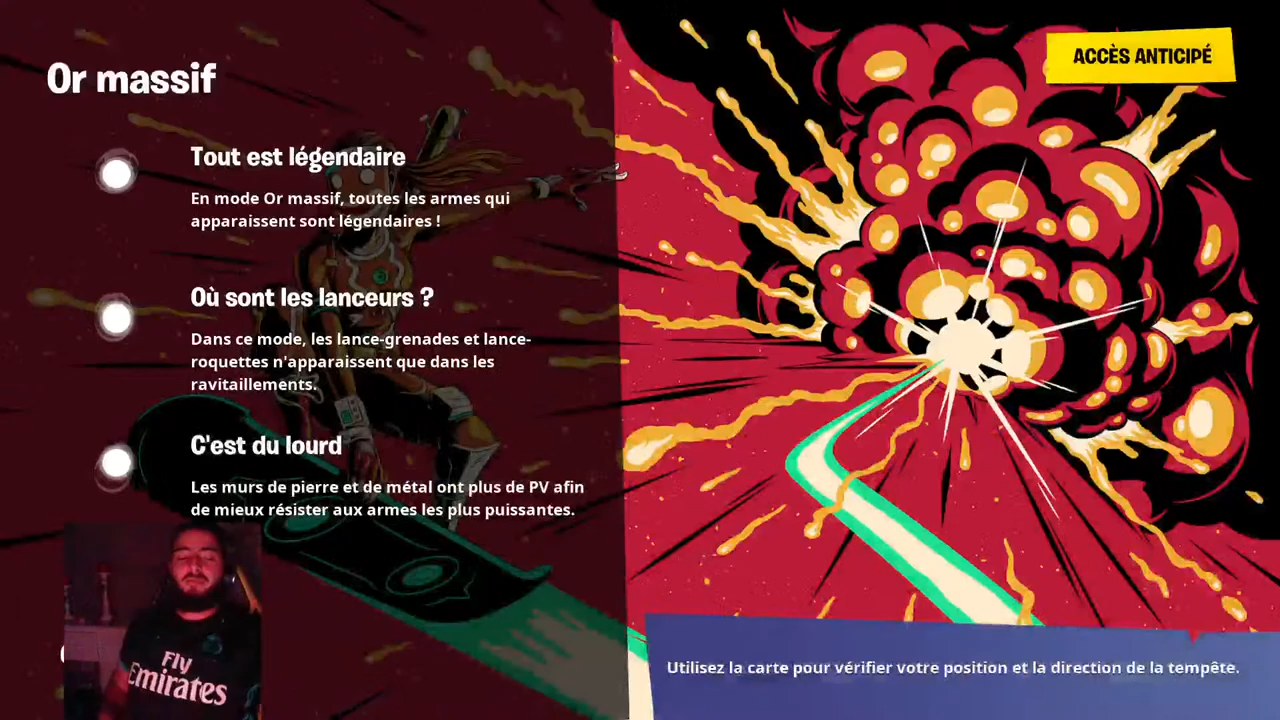 Or massif
ACCÈS ANTICIPÉ
Tout est légendaire
En mode Or massif, toutes les armes qui
apparaissent sont légendaires !
Où sont les lanceurs ?
Dans ce mode, les lance-grenades et lance-
roquettes n'apparaissent que dans les
ravitaillements.
C'est du lourd
Les murs de pierre et de métal ont plus de PV afin
de mieux résister aux armes les plus puissantes.
Fly
Emirates
Utilisez la carte pour vérifier votre position et la direction de la tempête.